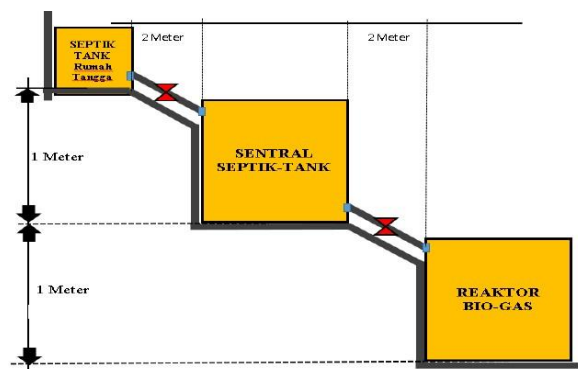 2 Meter
2 Meter
SEPTIK
TANK
Rumah
Tangga
1 Meter
SENTRAL
SEPTIK-TANK
1 Meter
REAKTOR
BIO-GAS